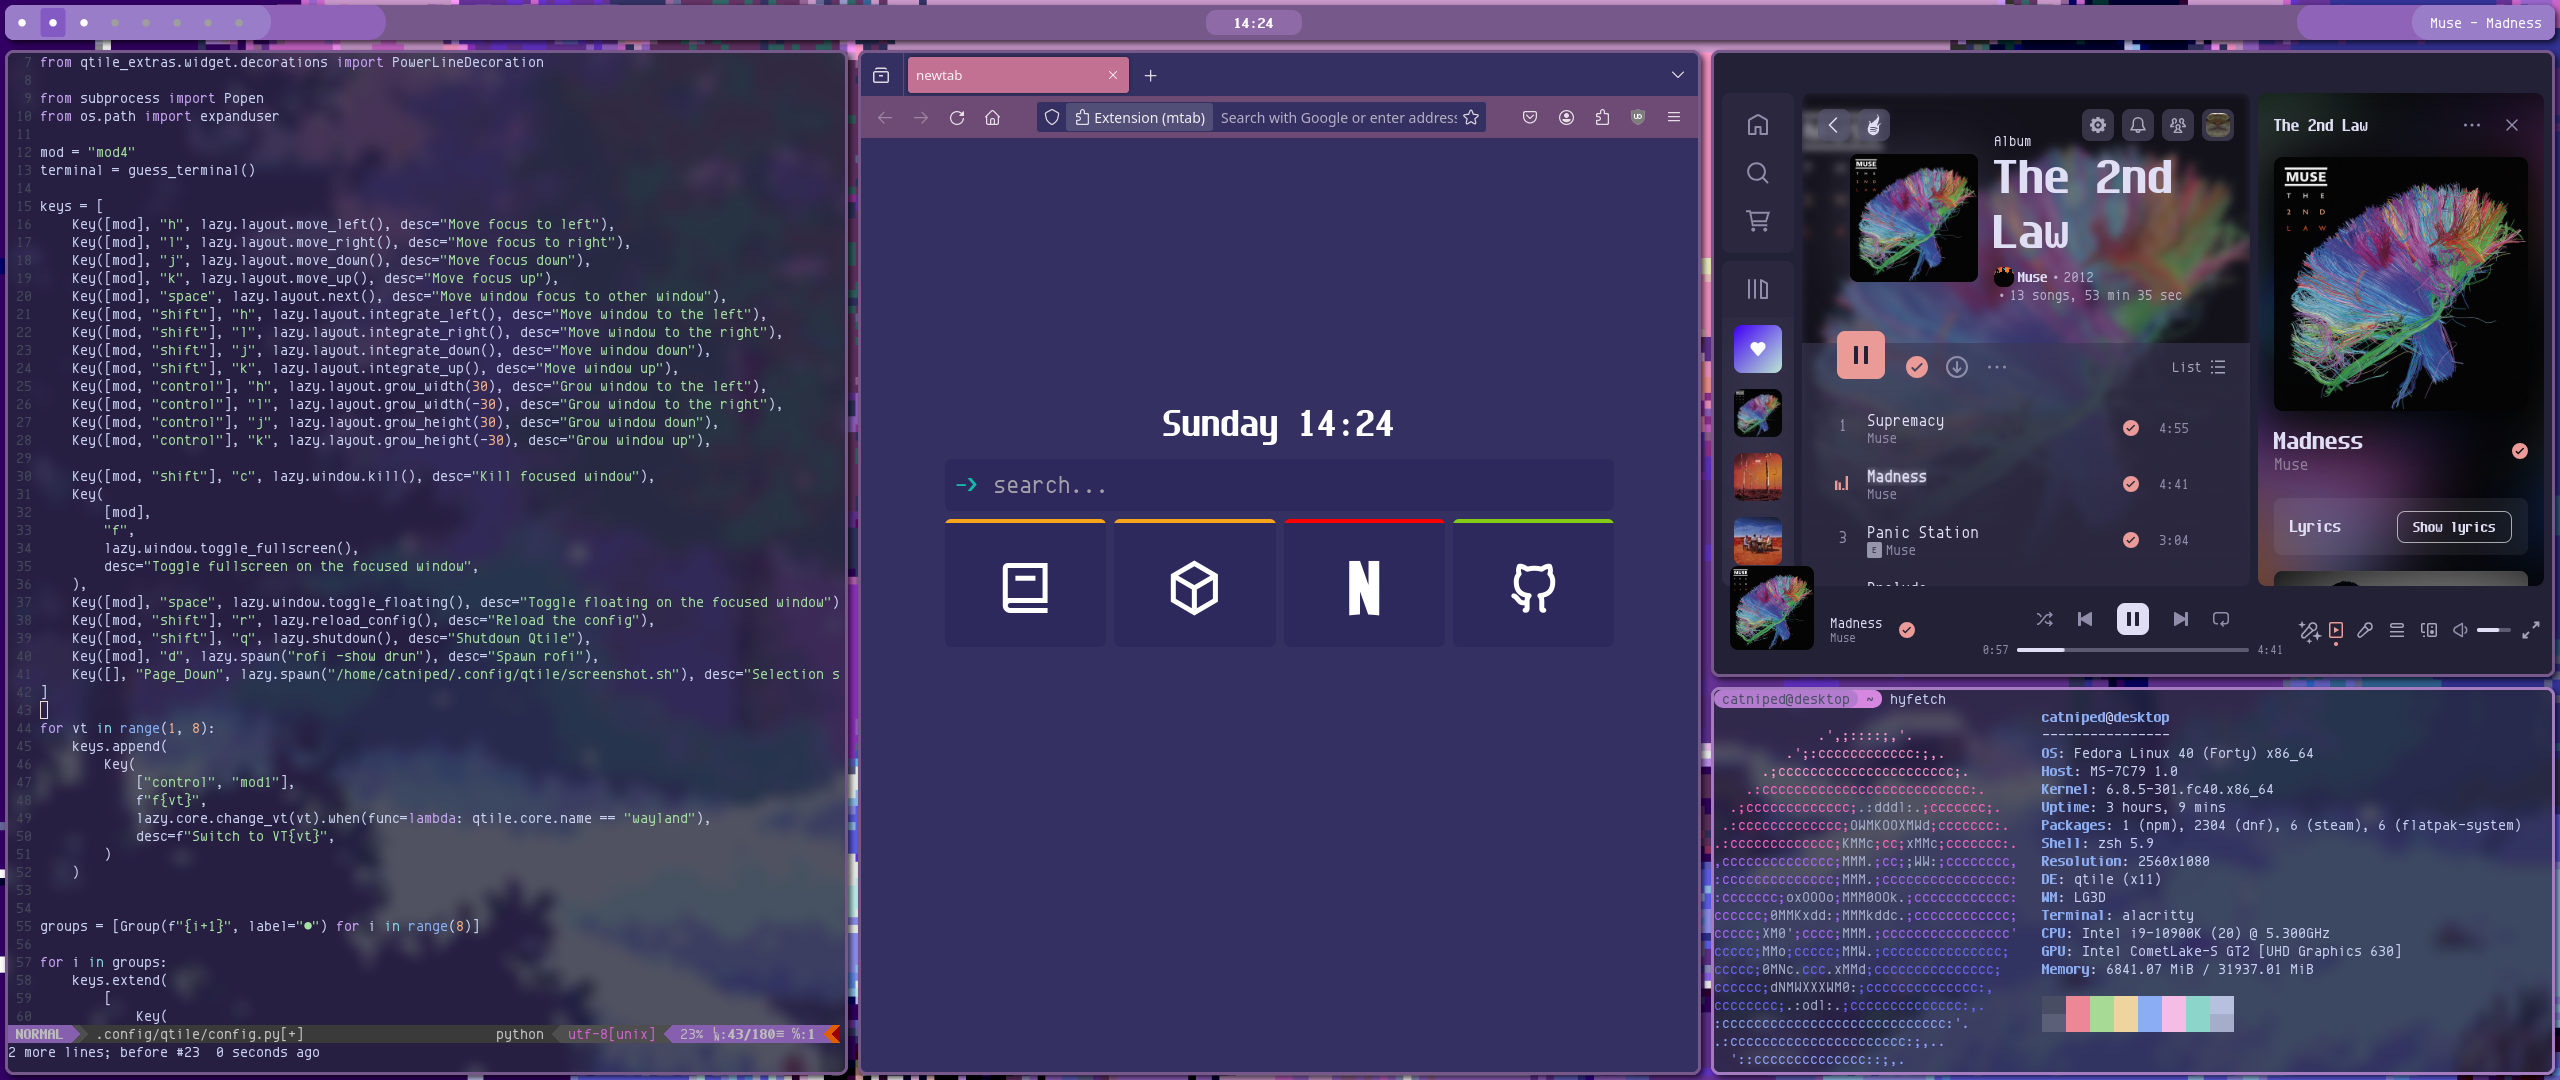 14:24
Muse - Madness
7 from qtile_extras.widget.decorations import PowerLineDecoration
8
9 from subprocess import Popen
10 from os.path import expanduser
11
12 mod = "mod4"
13 terminal = guess_terminal()
14
15 keys = [
16     Key([mod], "h", lazy.layout.move_left(), desc="Move focus to left"),
17     Key([mod], "l", lazy.layout.move_right(), desc="Move focus to right"),
18     Key([mod], "j", lazy.layout.move_down(), desc="Move focus down"),
19     Key([mod], "k", lazy.layout.move_up(), desc="Move focus up"),
20     Key([mod], "space", lazy.layout.next(), desc="Move window focus to other window"),
21     Key([mod, "shift"], "h", lazy.layout.integrate_left(), desc="Move window to the left"),
22     Key([mod, "shift"], "l", lazy.layout.integrate_right(), desc="Move window to the right"),
23     Key([mod, "shift"], "j", lazy.layout.integrate_down(), desc="Move window down"),
24     Key([mod, "shift"], "k", lazy.layout.integrate_up(), desc="Move window up"),
25     Key([mod, "control"], "h", lazy.layout.grow_width(30), desc="Grow window to the left"),
26     Key([mod, "control"], "l", lazy.layout.grow_width(-30), desc="Grow window to the right"),
27     Key([mod, "control"], "j", lazy.layout.grow_height(30), desc="Grow window down"),
28     Key([mod, "control"], "k", lazy.layout.grow_height(-30), desc="Grow window up"),
29
30     Key([mod, "shift"], "c", lazy.window.kill(), desc="Kill focused window"),
31     Key(
32         [mod],
33         "f",
34         lazy.window.toggle_fullscreen(),
35         desc="Toggle fullscreen on the focused window",
36     ),
37     Key([mod], "space", lazy.window.toggle_floating(), desc="Toggle floating on the focused window")
38     Key([mod, "shift"], "r", lazy.reload_config(), desc="Reload the config"),
39     Key([mod, "shift"], "q", lazy.shutdown(), desc="Shutdown Qtile"),
40     Key([mod], "d", lazy.spawn("rofi -show drun"), desc="Spawn rofi"),
41     Key([], "Page_Down", lazy.spawn("/home/catniped/.config/qtile/screenshot.sh"), desc="Selection s
42 ]
43
44 for vt in range(1, 8):
45     keys.append(
46         Key(
47             ["control", "mod1"],
48             f"f{vt}",
49             lazy.core.change_vt(vt).when(func=lambda: qtile.core.name == "wayland"),
50             desc=f"Switch to VT{vt}",
51         )
52     )
53
54
55 groups = [Group(f"{i+1}", label="●") for i in range(8)]
56
57 for i in groups:
58     keys.extend(
59         [
60             Key(
NORMAL .config/qtile/config.py[+] python utf-8[unix] 23% ㏑:43/180≡ ℅:1
2 more lines; before #23  0 seconds ago
newtab
Extension (mtab) Search with Google or enter address
Sunday 14:24
-> search...
The 2nd Law
Album
The 2nd
Law
Muse • 2012
• 13 songs, 53 min 35 sec
List
1 Supremacy 4:55
Muse
Madness 4:41
Muse
3 Panic Station 3:04
E Muse
Prelude
MUSE
THE
2ND
LAW
Madness
Muse
Lyrics Show lyrics
Madness
Muse
0:57 4:41
catniped@desktop ~ hyfetch
catniped@desktop
----------------
OS: Fedora Linux 40 (Forty) x86_64
Host: MS-7C79 1.0
Kernel: 6.8.5-301.fc40.x86_64
Uptime: 3 hours, 9 mins
Packages: 1 (npm), 2304 (dnf), 6 (steam), 6 (flatpak-system)
Shell: zsh 5.9
Resolution: 2560x1080
DE: qtile (x11)
WM: LG3D
Terminal: alacritty
CPU: Intel i9-10900K (20) @ 5.300GHz
GPU: Intel CometLake-S GT2 [UHD Graphics 630]
Memory: 6841.07 MiB / 31937.01 MiB